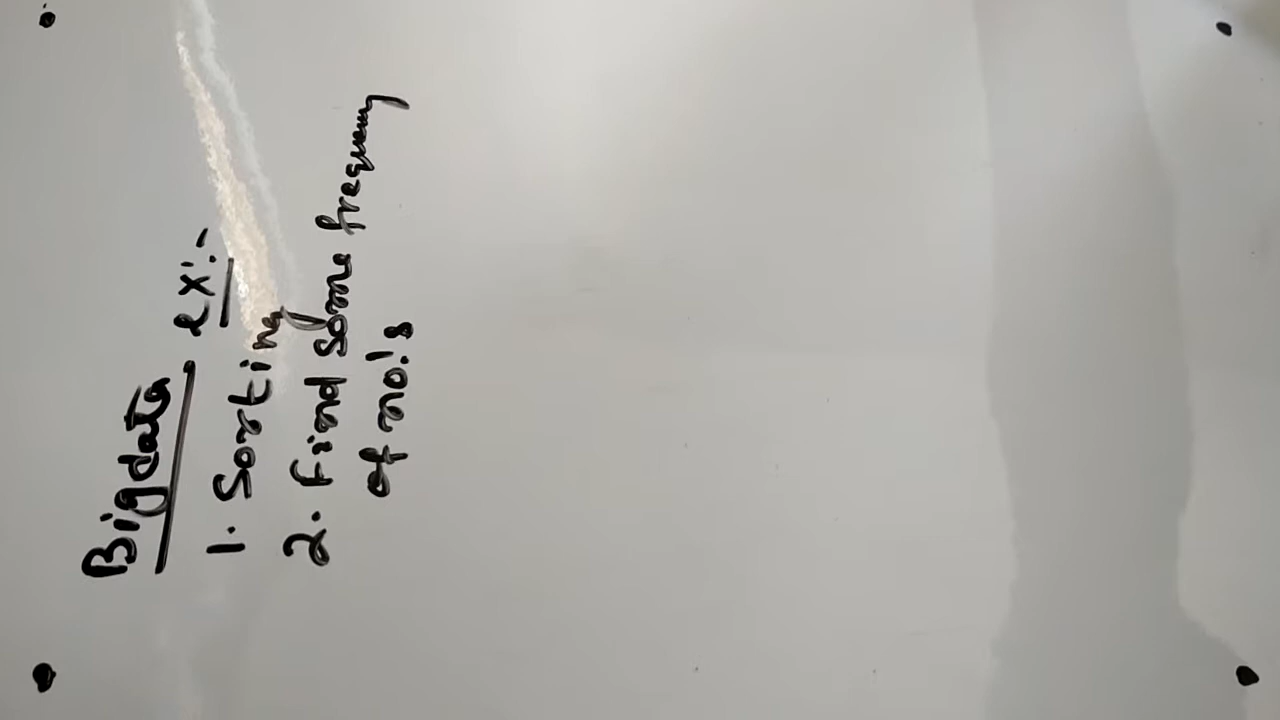 Bigdata ex:-
1. Sorting
2. Find some frequency
of no!s